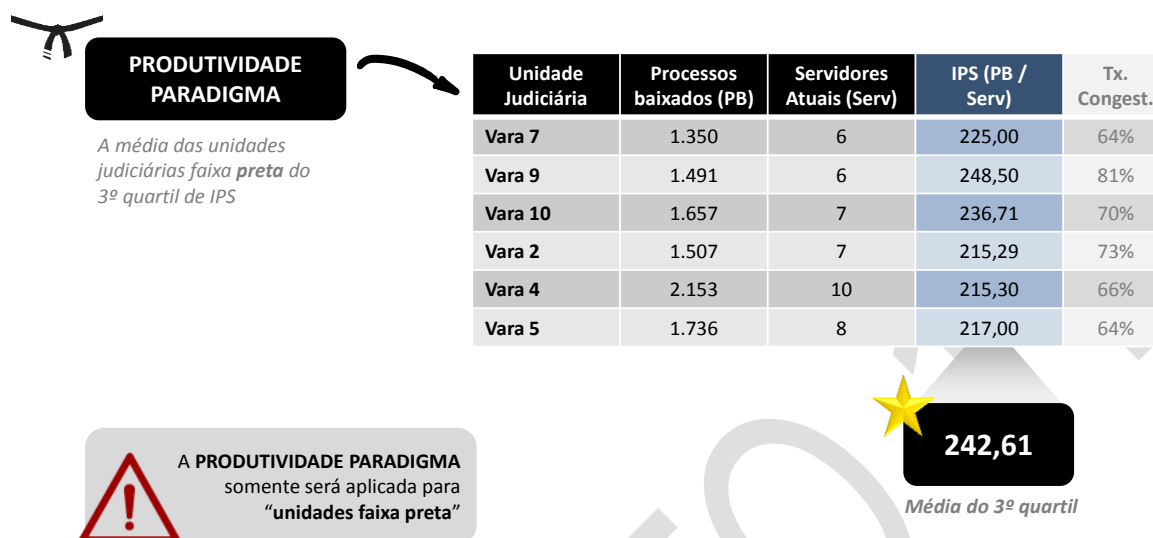 PRODUTIVIDADE
PARADIGMA
A média das unidades
judiciárias faixa preta do
3º quartil de IPS
Unidade Judiciária | Processos baixados (PB) | Servidores Atuais (Serv) | IPS (PB / Serv) | Tx. Congest.
Vara 7 | 1.350 | 6 | 225,00 | 64%
Vara 9 | 1.491 | 6 | 248,50 | 81%
Vara 10 | 1.657 | 7 | 236,71 | 70%
Vara 2 | 1.507 | 7 | 215,29 | 73%
Vara 4 | 2.153 | 10 | 215,30 | 66%
Vara 5 | 1.736 | 8 | 217,00 | 64%
242,61
Média do 3º quartil
A PRODUTIVIDADE PARADIGMA
somente será aplicada para
“unidades faixa preta”